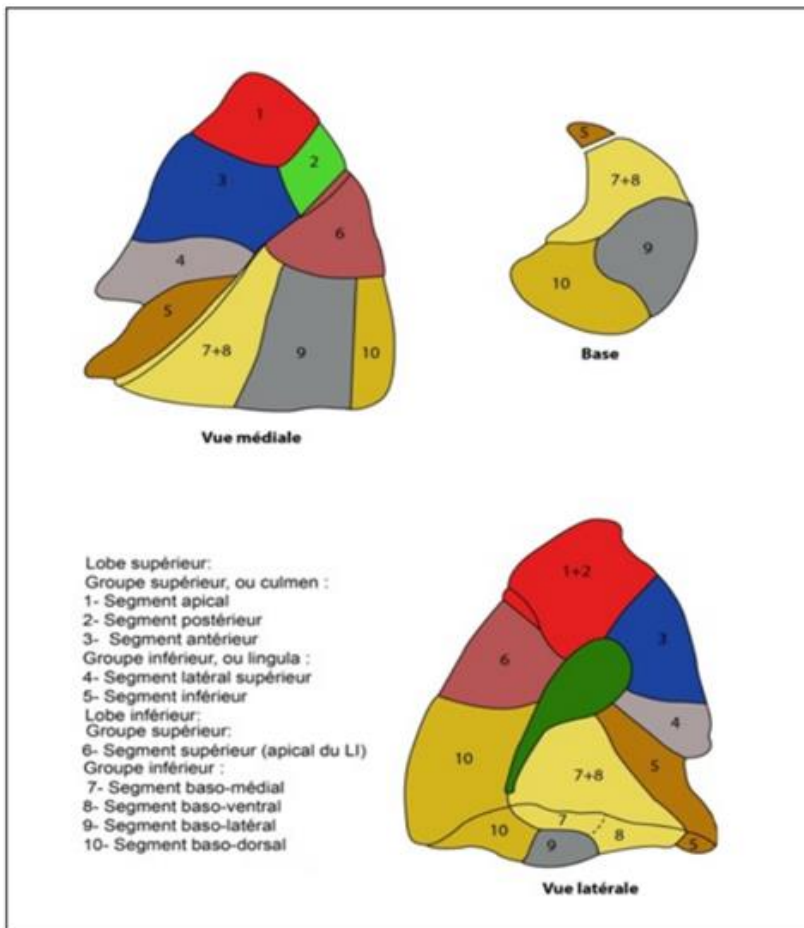 1
2
3
6
4
5
7+8
9
10
Vue médiale
5
7+8
9
10
Base
Lobe supérieur:
Groupe supérieur, ou culmen :
1- Segment apical
2- Segment postérieur
3- Segment antérieur
Groupe inférieur, ou lingula :
4- Segment latéral supérieur
5- Segment inférieur
Lobe inférieur:
Groupe supérieur:
6- Segment supérieur (apical du LI)
Groupe inférieur :
7- Segment baso-médial
8- Segment baso-ventral
9- Segment baso-latéral
10- Segment baso-dorsal
1+2
3
6
4
10
7+8
5
7
8
10
9
5
Vue latérale